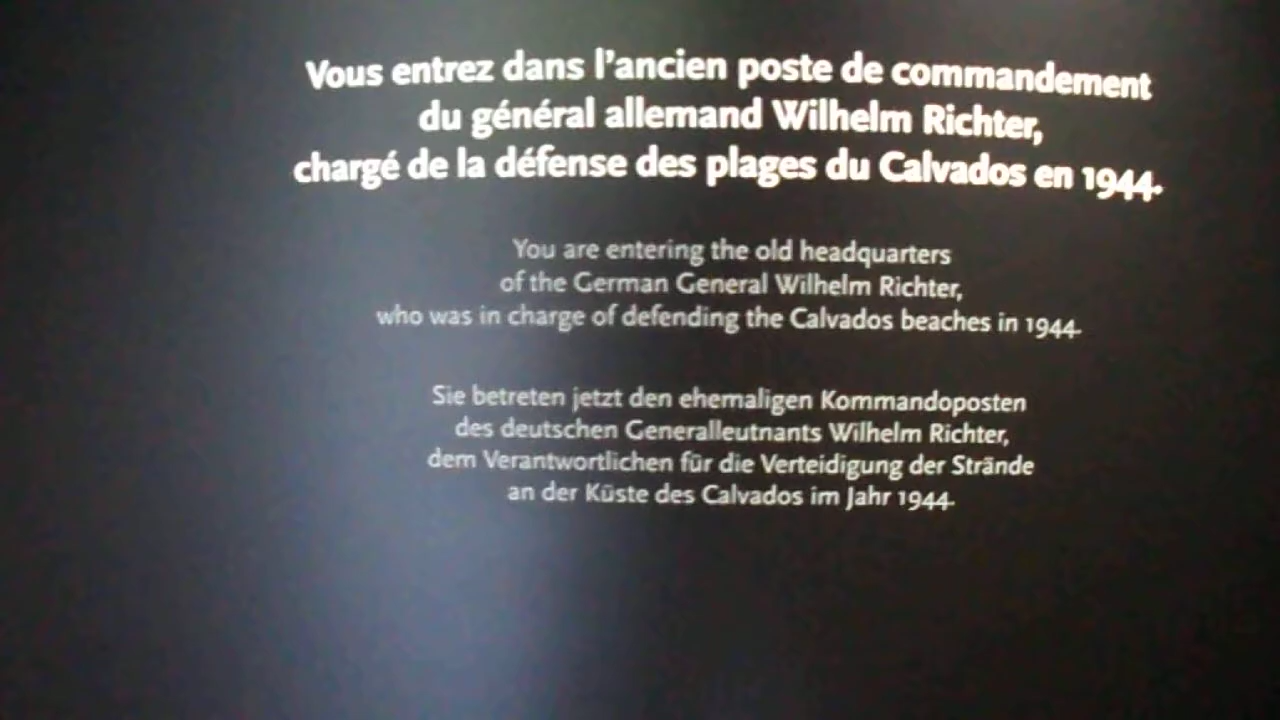 Vous entrez dans l'ancien poste de commandement
du général allemand Wilhelm Richter,
chargé de la défense des plages du Calvados en 1944.
You are entering the old headquarters
of the German General Wilhelm Richter,
who was in charge of defending the Calvados beaches in 1944.
Sie betreten jetzt den ehemaligen Kommandoposten
des deutschen Generalleutnants Wilhelm Richter,
dem Verantwortlichen für die Verteidigung der Strände
an der Küste des Calvados im Jahr 1944.